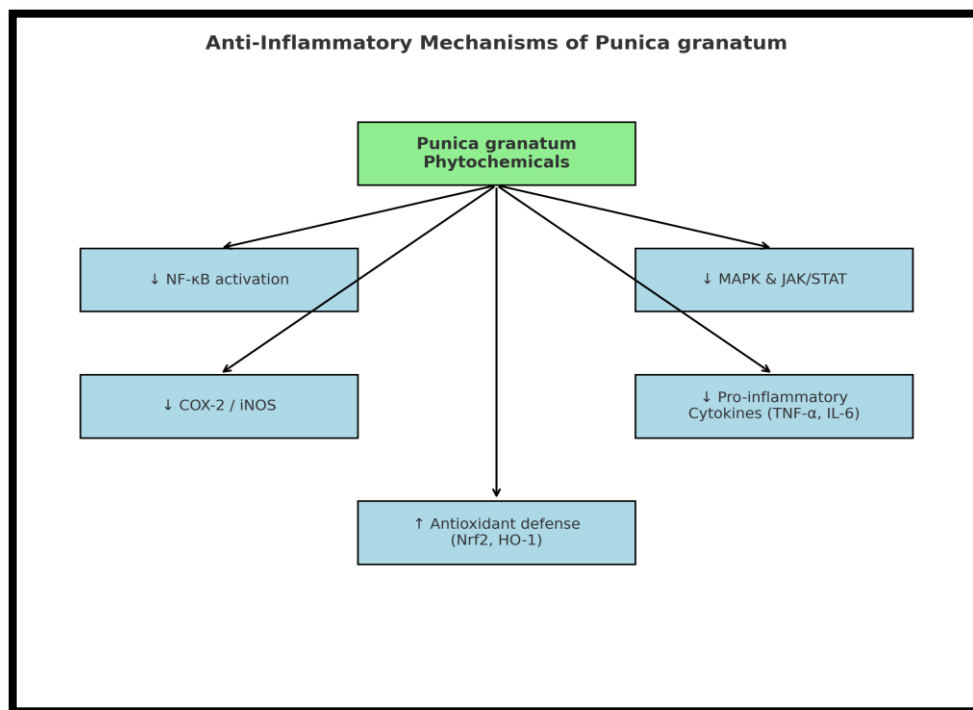 Anti-Inflammatory Mechanisms of Punica granatum
Punica granatum
Phytochemicals
↓ NF-κB activation
↓ MAPK & JAK/STAT
↓ COX-2 / iNOS
↓ Pro-inflammatory
Cytokines (TNF-α, IL-6)
↑ Antioxidant defense
(Nrf2, HO-1)